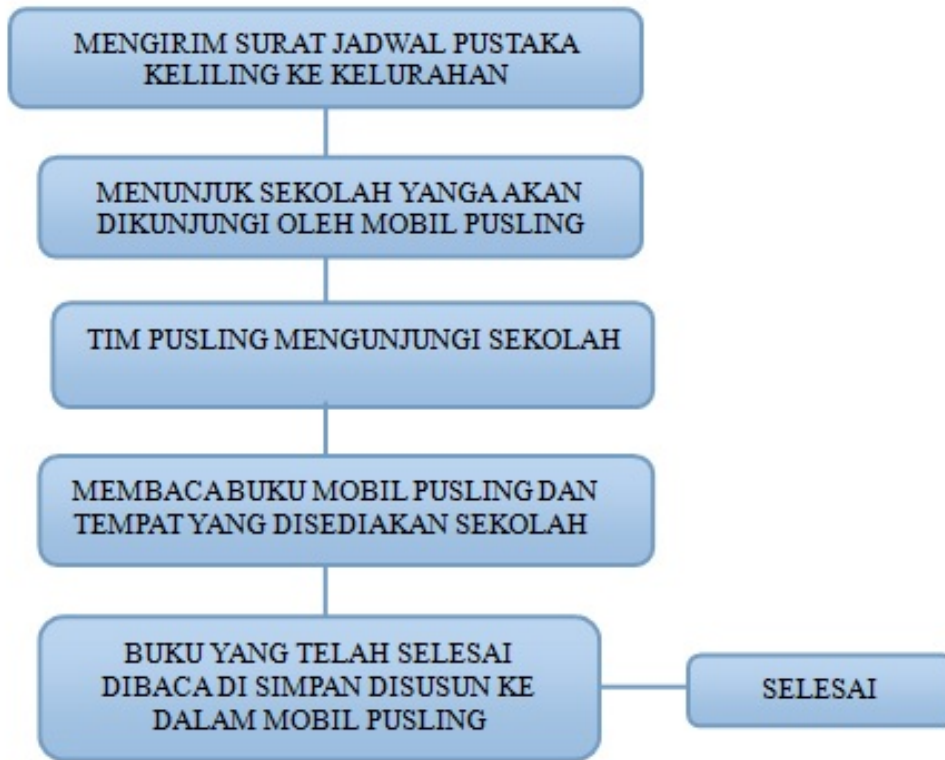 MENGIRIM SURAT JADWAL PUSTAKA
KELILING KE KELURAHAN
MENUNJUK SEKOLAH YANGA AKAN
DIKUNJUNGI OLEH MOBIL PUSLING
TIM PUSLING MENGUNJUNGI SEKOLAH
MEMBACA BUKU MOBIL PUSLING DAN
TEMPAT YANG DISEDIAKAN SEKOLAH
BUKU YANG TELAH SELESAI
DIBACA DI SIMPAN DISUSUN KE
DALAM MOBIL PUSLING
SELESAI